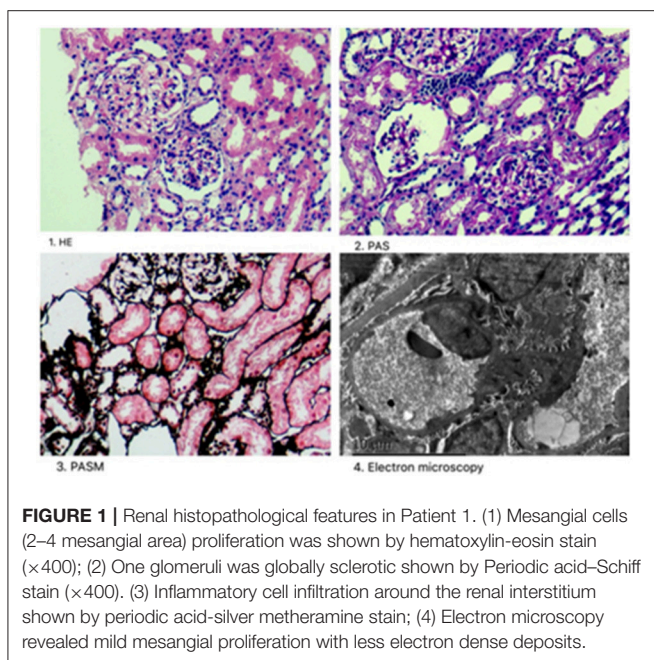 1. HE
2. PAS
3. PASM
4. Electron microscopy
FIGURE 1 | Renal histopathological features in Patient 1. (1) Mesangial cells
(2–4 mesangial area) proliferation was shown by hematoxylin-eosin stain
(×400); (2) One glomeruli was globally sclerotic shown by Periodic acid–Schiff
stain (×400). (3) Inflammatory cell infiltration around the renal interstitium
shown by periodic acid-silver metheramine stain; (4) Electron microscopy
revealed mild mesangial proliferation with less electron dense deposits.